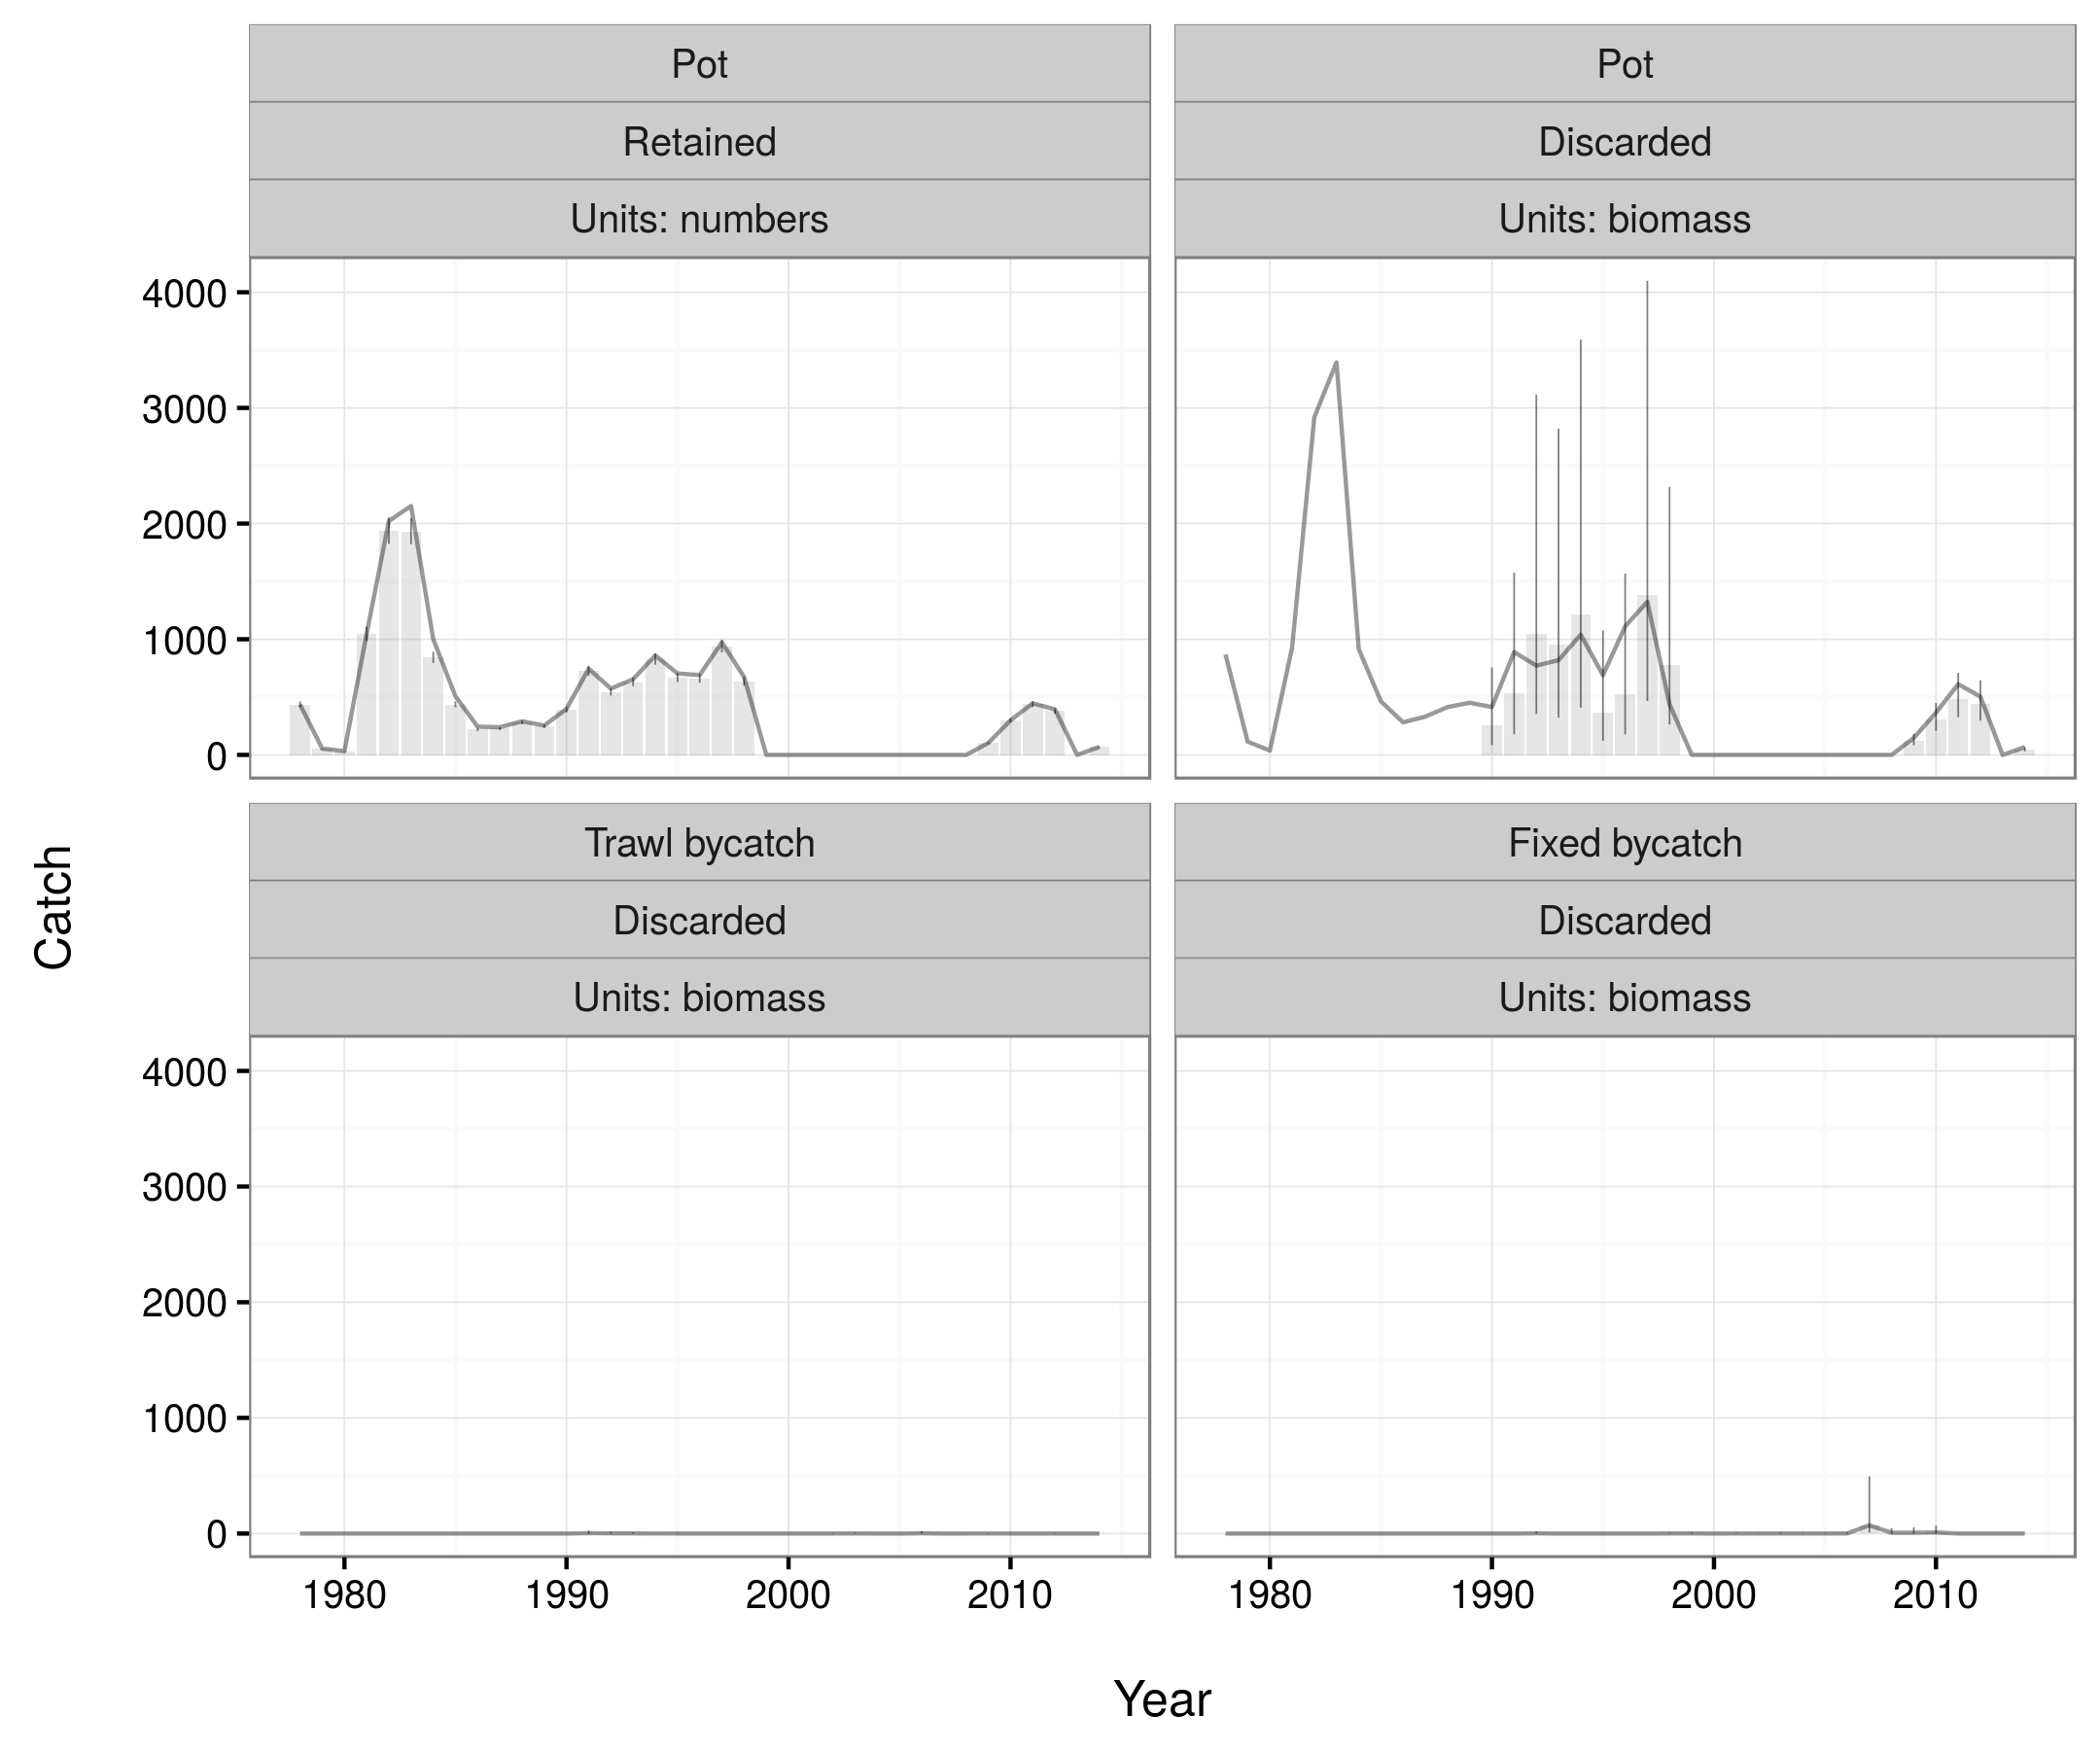 Pot
Pot
Retained
Discarded
Units: numbers
Units: biomass
4000
3000
2000
1000
0
Catch
Trawl bycatch
Fixed bycatch
Discarded
Discarded
Units: biomass
Units: biomass
4000
3000
2000
1000
0
1980 1990 2000 2010
1980 1990 2000 2010
Year